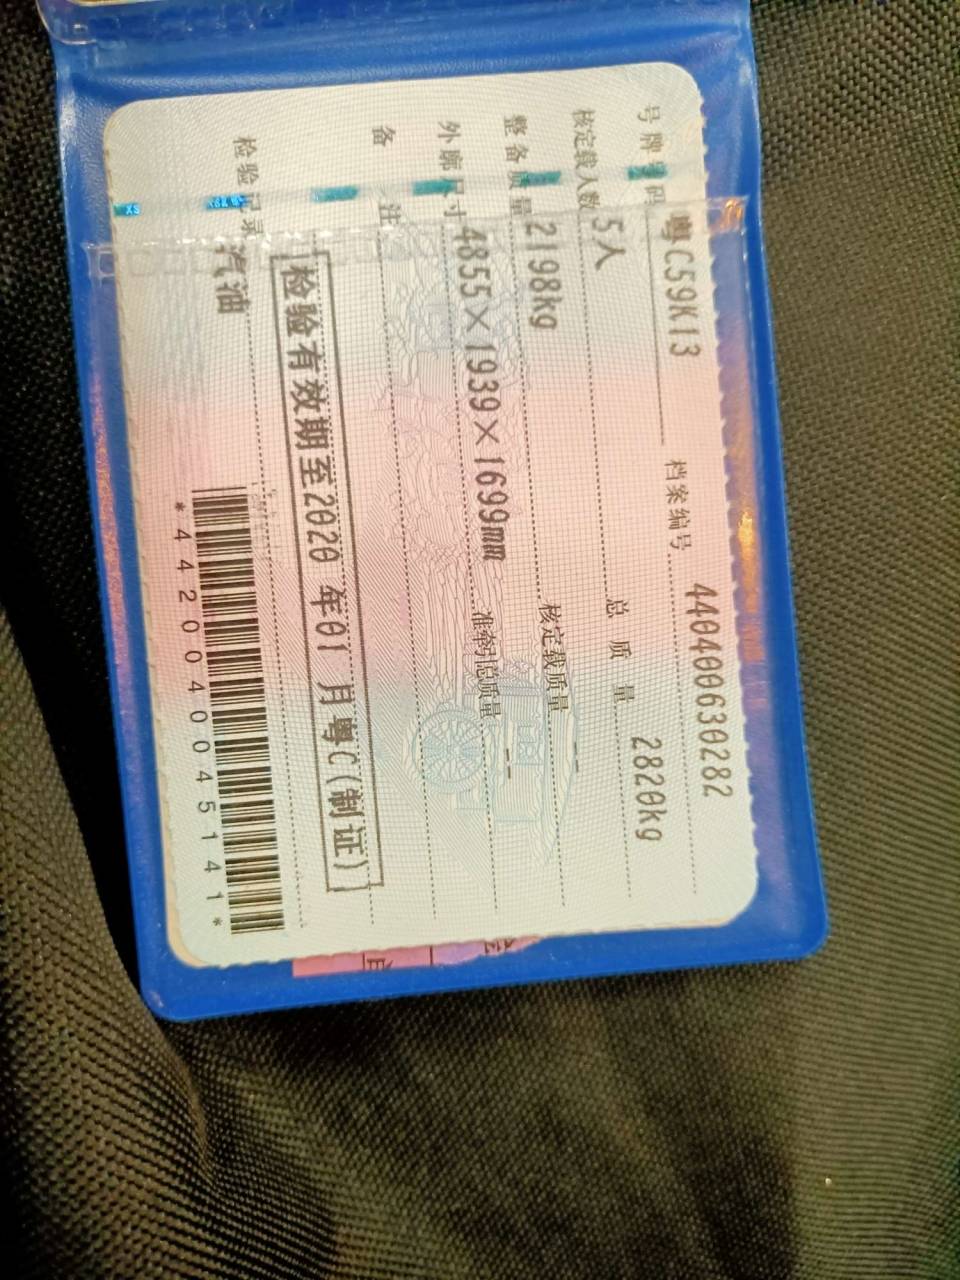 号牌号码 粤C59K13 档案编号 440400630282
核定载人数 5人 总质量 2820kg
整备质量 2198kg 核定载质量 --
外廓尺寸 4855×1939×1699mm 准牵引总质量 --
备注
检验有效期至2020年01月粤C(制证)
检验记录
汽油
*4420040045141*